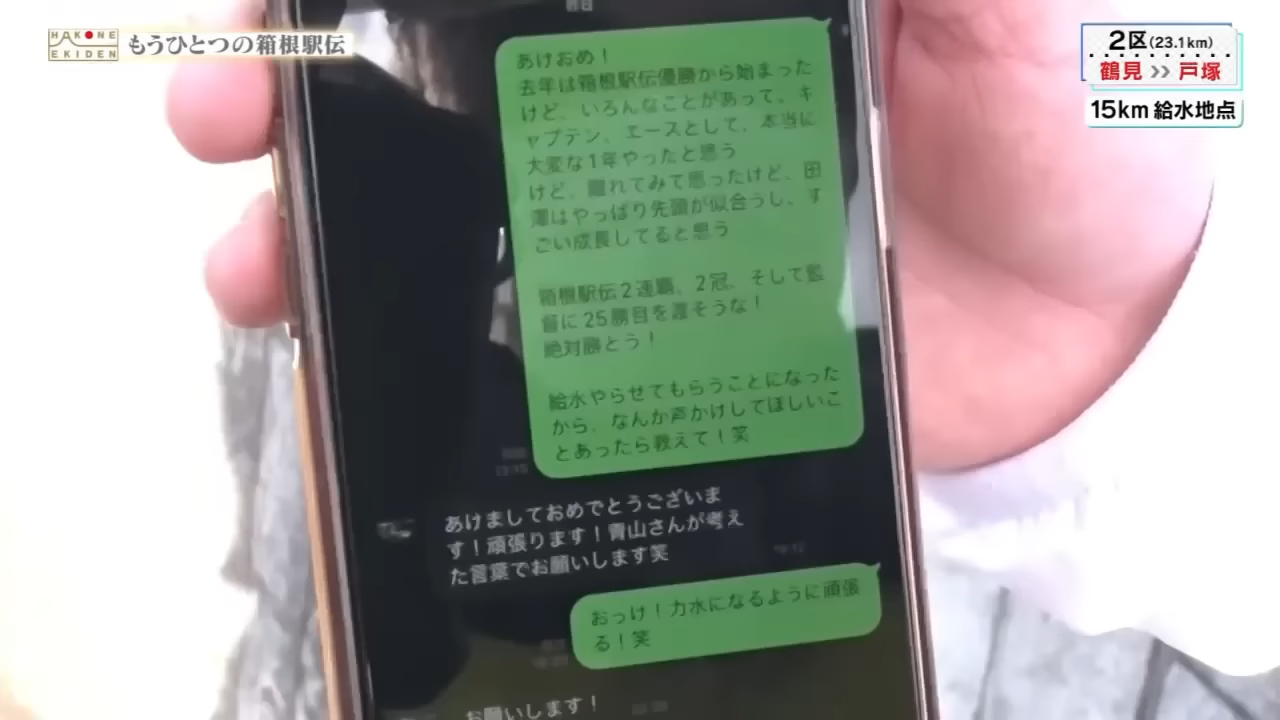 HAKONE
EKIDEN
もうひとつの箱根駅伝
2区(23.1km)
鶴見 >> 戸塚
15km 給水地点
昨日
あけおめ！
去年は箱根駅伝優勝から始まった
けど、いろんなことがあって、キ
ャプテン、エースとして、本当に
大変な1年やったと思う
けど、離れてみて思ったけど、田
澤はやっぱり先頭が似合うし、す
ごい成長してると思う
箱根駅伝2連覇、2冠、そして監
督に25勝目を渡そうな！
絶対勝とう！
給水やらせてもらうことになった
から、なんか声かけしてほしいこ
とあったら教えて！笑
あけましておめでとうございま
す！頑張ります！青山さんが考え
た言葉でお願いします笑
おっけ！力水になるように頑張
る！笑
お願いします！